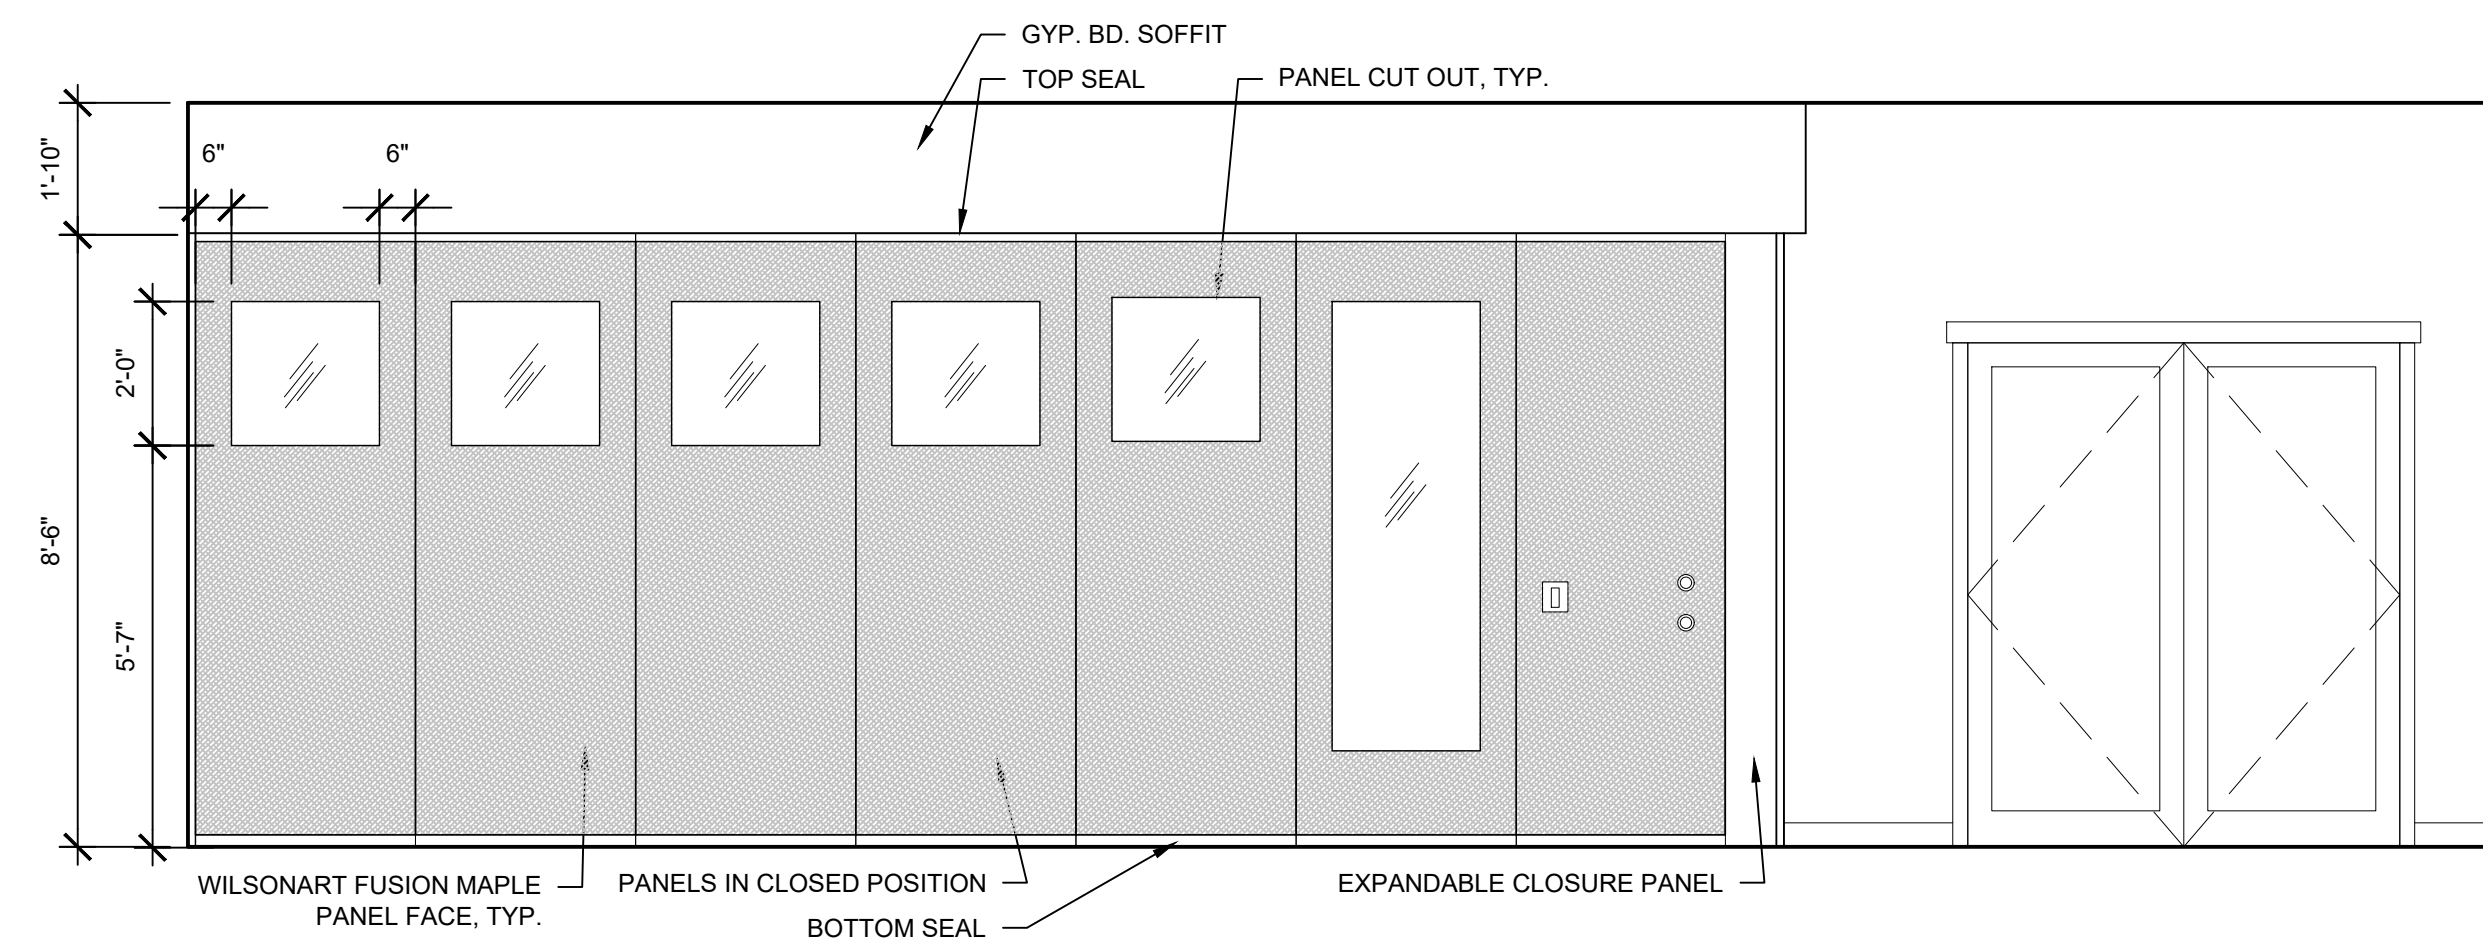 GYP. BD. SOFFIT
TOP SEAL
PANEL CUT OUT, TYP.
1'-10"
6"
6"
2'-0"
8'-6"
5'-7"
WILSONART FUSION MAPLE
PANEL FACE, TYP.
PANELS IN CLOSED POSITION
BOTTOM SEAL
EXPANDABLE CLOSURE PANEL